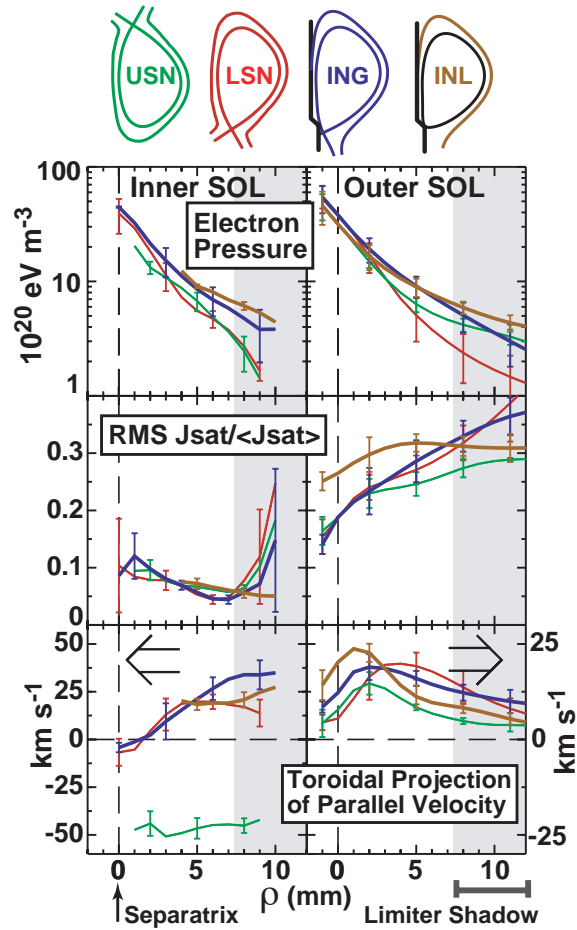 USN LSN ING INL
Inner SOL Outer SOL
Electron
Pressure
10^20 eV m^-3
100
10
1
RMS Jsat/<Jsat>
0.3
0.2
0.1
0
km s^-1
50
25
0
-25
-50
25
0
-25
km s^-1
Toroidal Projection
of Parallel Velocity
0 5 10 0 5 10
ρ (mm)
Separatrix
Limiter Shadow